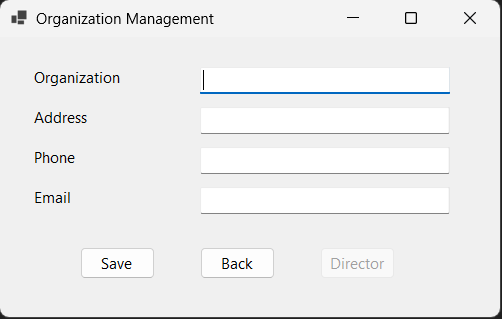 Organization Management
Organization
Address
Phone
Email
Save Back Director